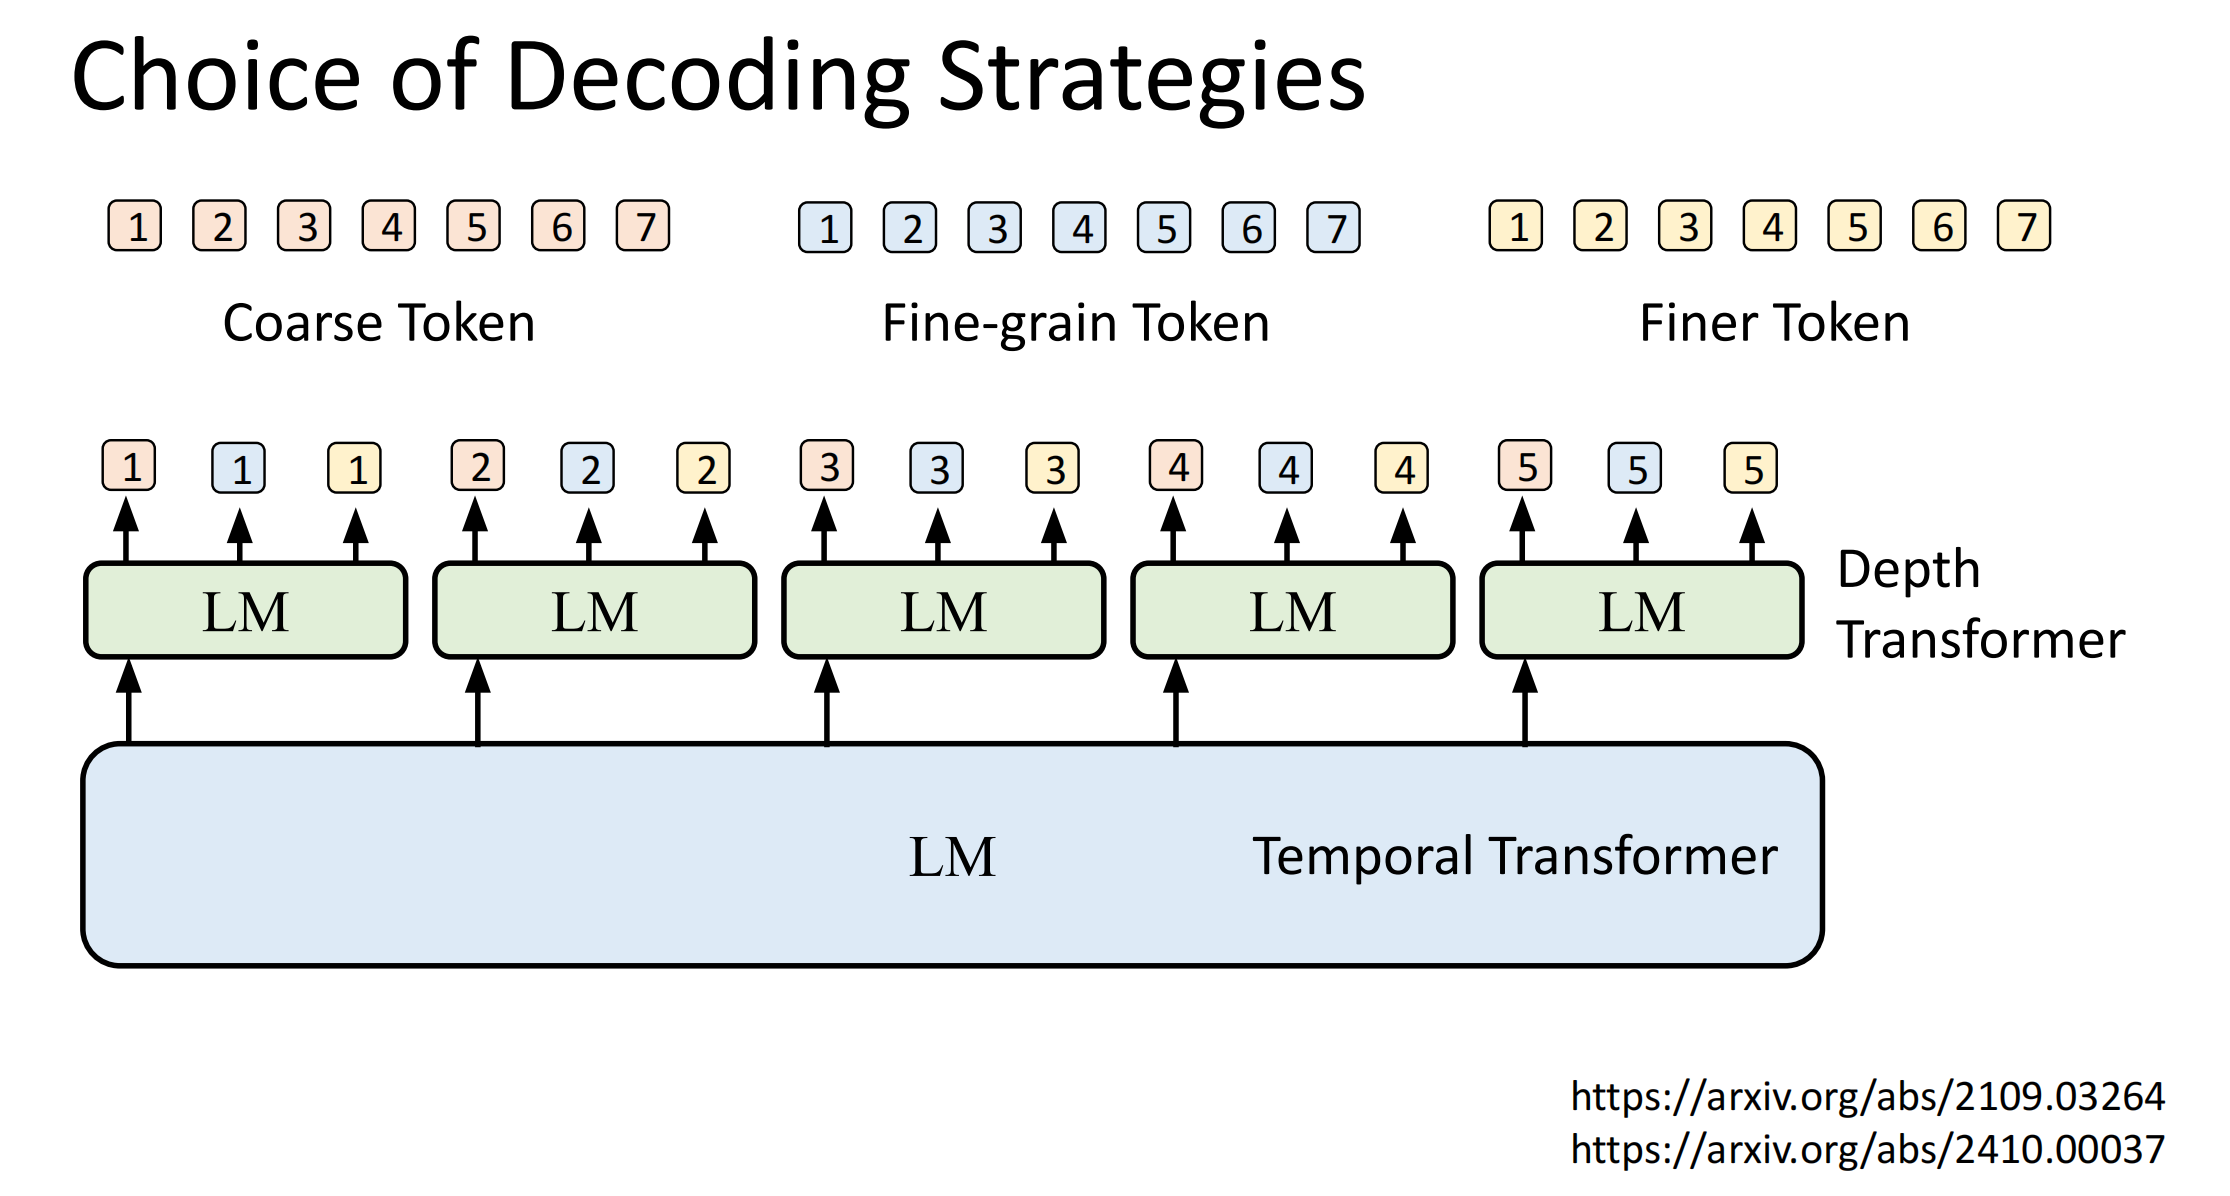 Choice of Decoding Strategies
1 2 3 4 5 6 7 1 2 3 4 5 6 7 1 2 3 4 5 6 7
Coarse Token Fine-grain Token Finer Token
1 1 1 2 2 2 3 3 3 4 4 4 5 5 5
LM LM LM LM LM
Depth
Transformer
LM Temporal Transformer
https://arxiv.org/abs/2109.03264
https://arxiv.org/abs/2410.00037